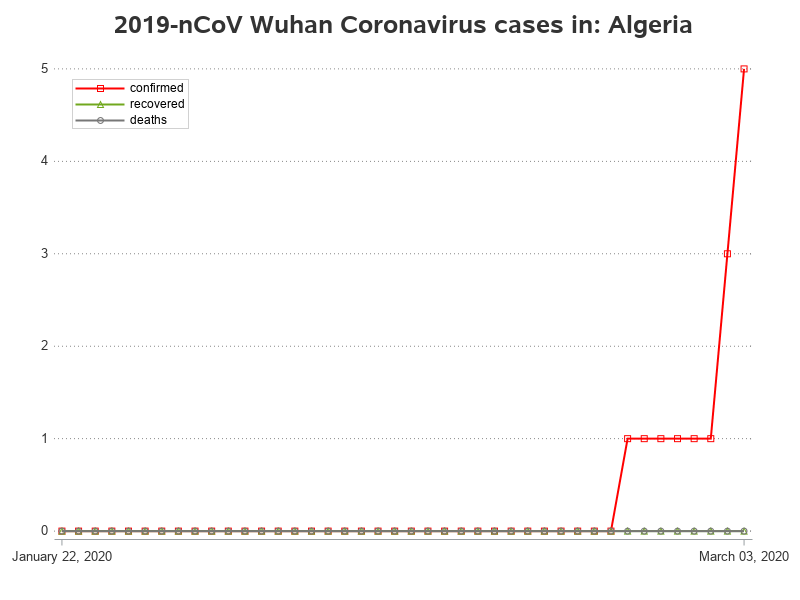 2019-nCoV Wuhan Coronavirus cases in: Algeria
5
confirmed
recovered
deaths
4
3
2
1
0
January 22, 2020
March 03, 2020